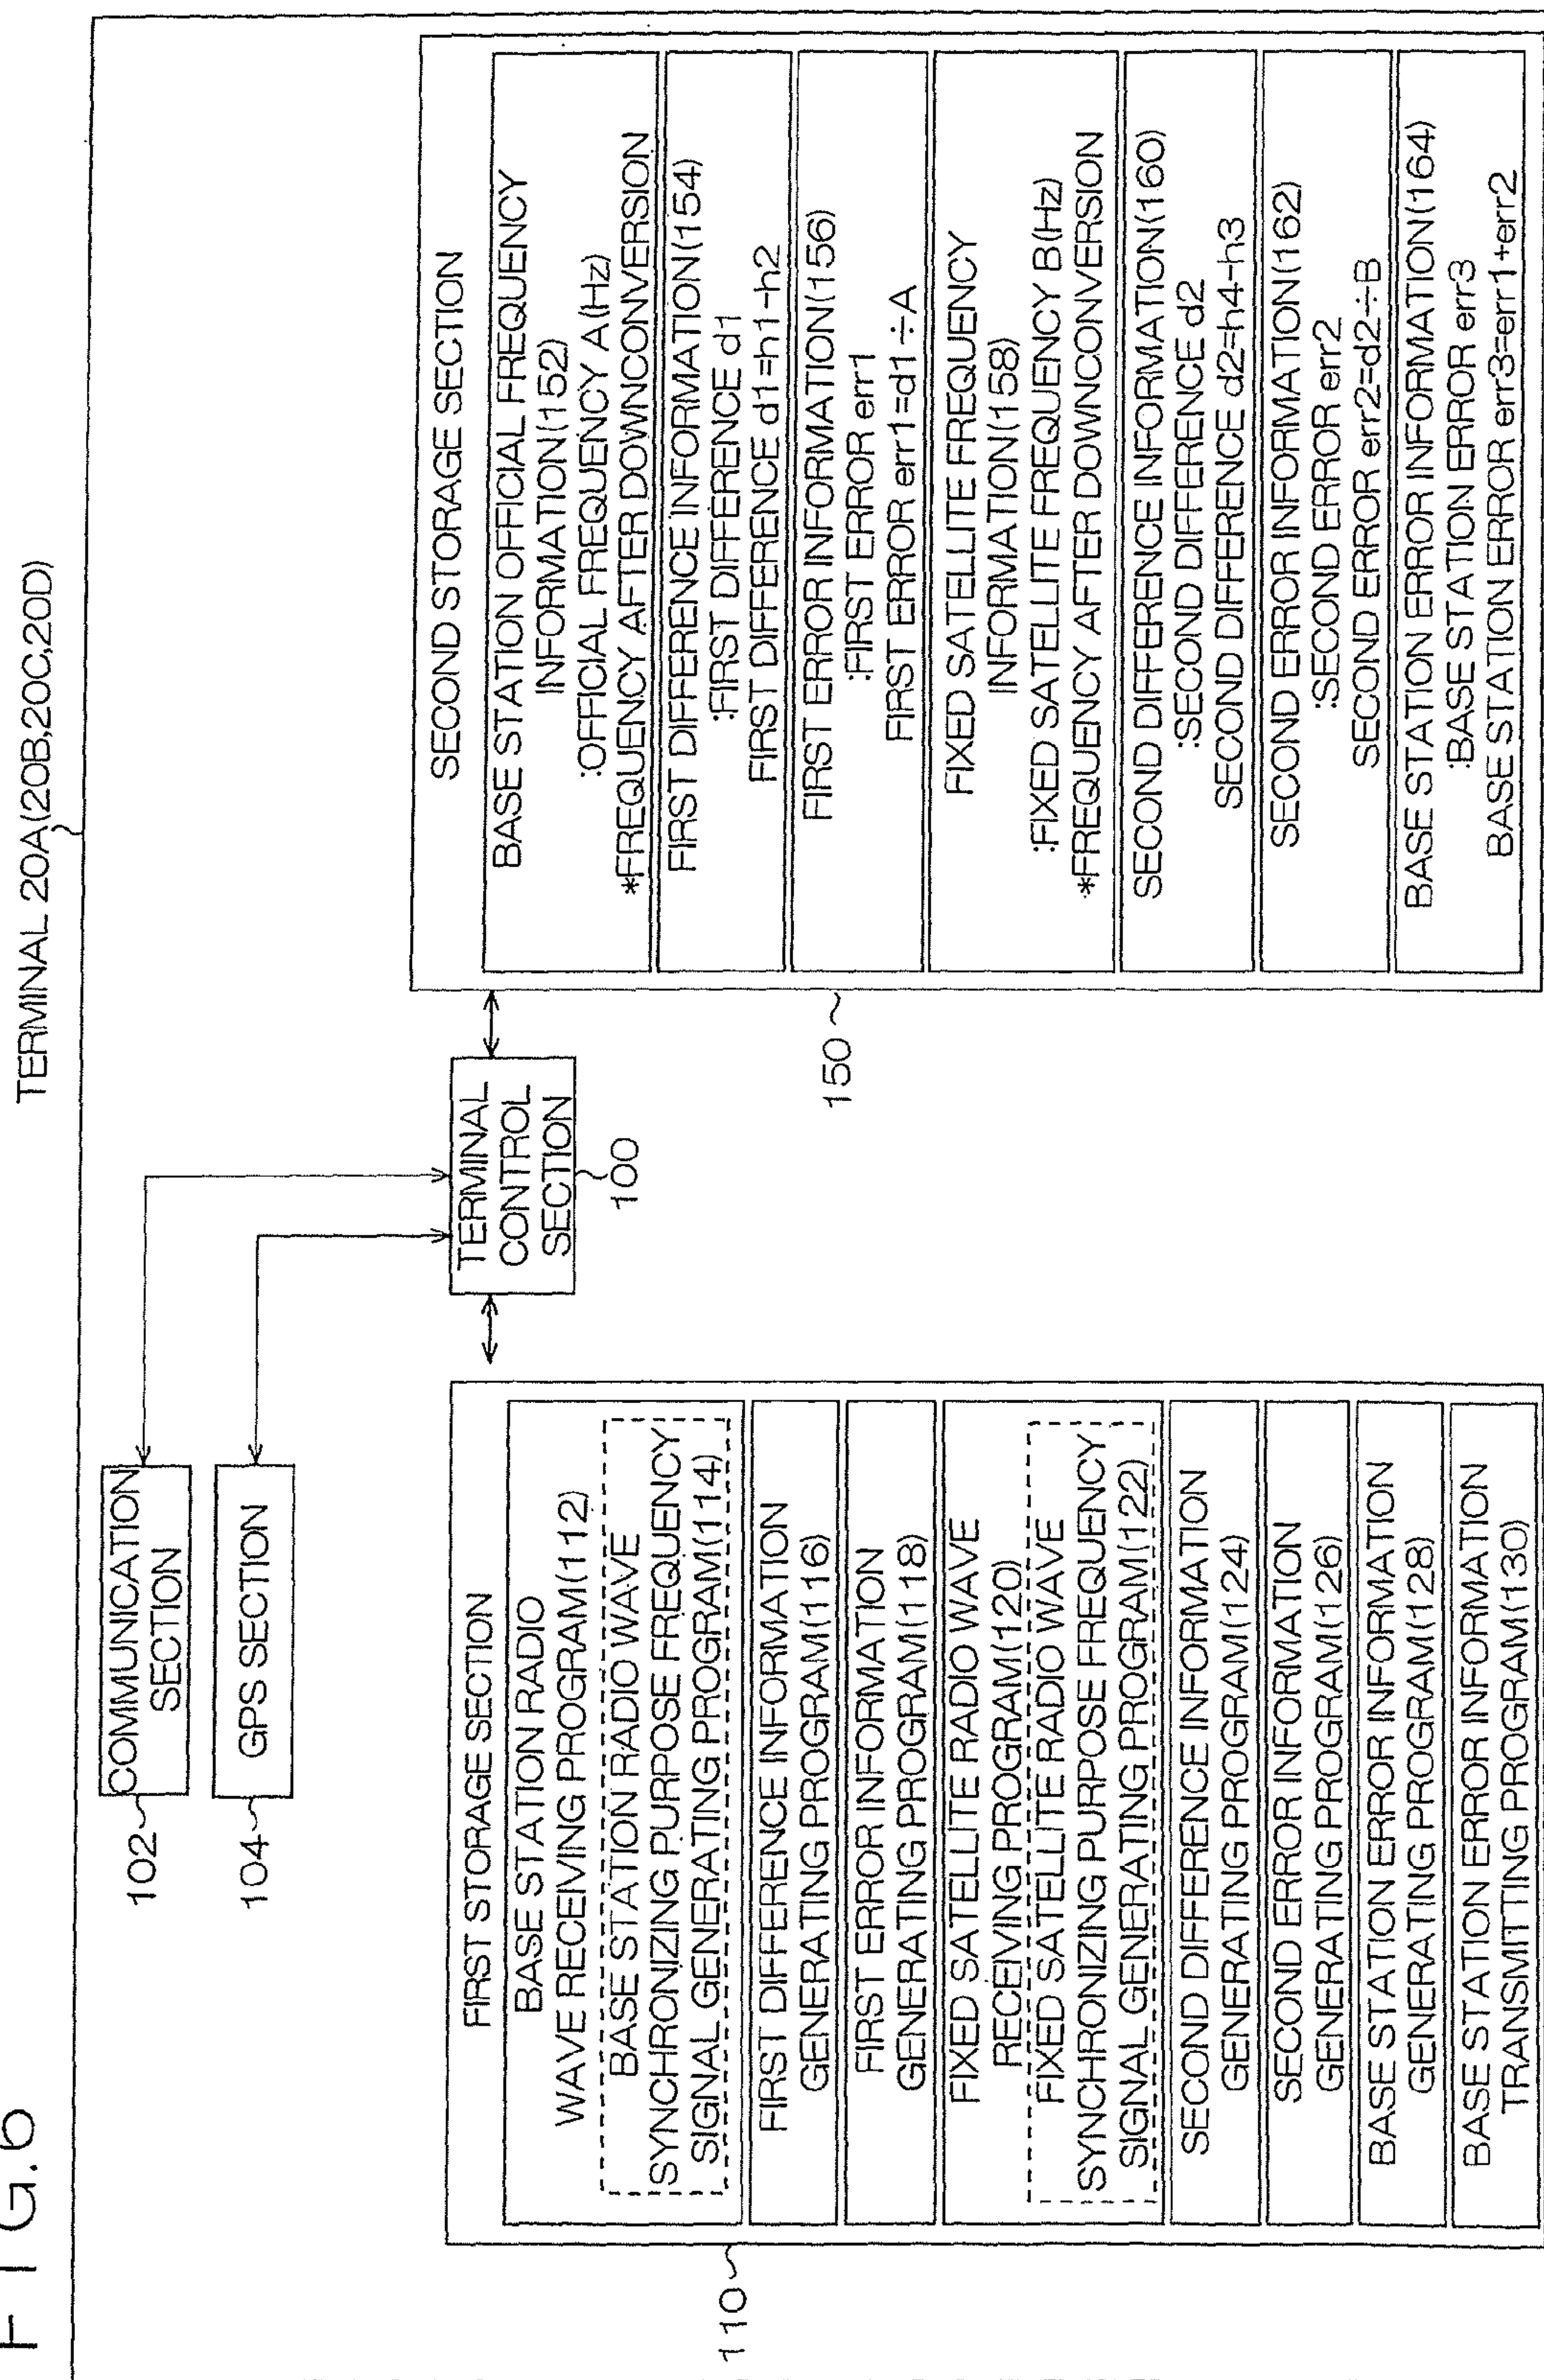 FIG.6
TERMINAL 20A(20B,20C,20D)
102
COMMUNICATION
SECTION
104
GPS SECTION
TERMINAL
CONTROL
SECTION
100
110
FIRST STORAGE SECTION
BASE STATION RADIO
WAVE RECEIVING PROGRAM(112)
BASE STATION RADIO WAVE
SYNCHRONIZING PURPOSE FREQUENCY
SIGNAL GENERATING PROGRAM(114)
FIRST DIFFERENCE INFORMATION
GENERATING PROGRAM(116)
FIRST ERROR INFORMATION
GENERATING PROGRAM(118)
FIXED SATELLITE RADIO WAVE
RECEIVING PROGRAM(120)
FIXED SATELLITE RADIO WAVE
SYNCHRONIZING PURPOSE FREQUENCY
SIGNAL GENERATING PROGRAM(122)
SECOND DIFFERENCE INFORMATION
GENERATING PROGRAM(124)
SECOND ERROR INFORMATION
GENERATING PROGRAM(126)
BASE STATION ERROR INFORMATION
GENERATING PROGRAM(128)
BASE STATION ERROR INFORMATION
TRANSMITTING PROGRAM(130)
150
SECOND STORAGE SECTION
BASE STATION OFFICIAL FREQUENCY
INFORMATION(152)
:OFFICIAL FREQUENCY A(Hz)
*FREQUENCY AFTER DOWNCONVERSION
FIRST DIFFERENCE INFORMATION(154)
:FIRST DIFFERENCE d1
FIRST DIFFERENCE d1=h1-h2
FIRST ERROR INFORMATION(156)
:FIRST ERROR err1
FIRST ERROR err1=d1÷A
FIXED SATELLITE FREQUENCY
INFORMATION(158)
:FIXED SATELLITE FREQUENCY B(Hz)
*FREQUENCY AFTER DOWNCONVERSION
SECOND DIFFERENCE INFORMATION(160)
:SECOND DIFFERENCE d2
SECOND DIFFERENCE d2=h4-h3
SECOND ERROR INFORMATION(162)
:SECOND ERROR err2
SECOND ERROR err2=d2÷B
BASE STATION ERROR INFORMATION(164)
:BASE STATION ERROR err3
BASE STATION ERROR err3=err1+err2